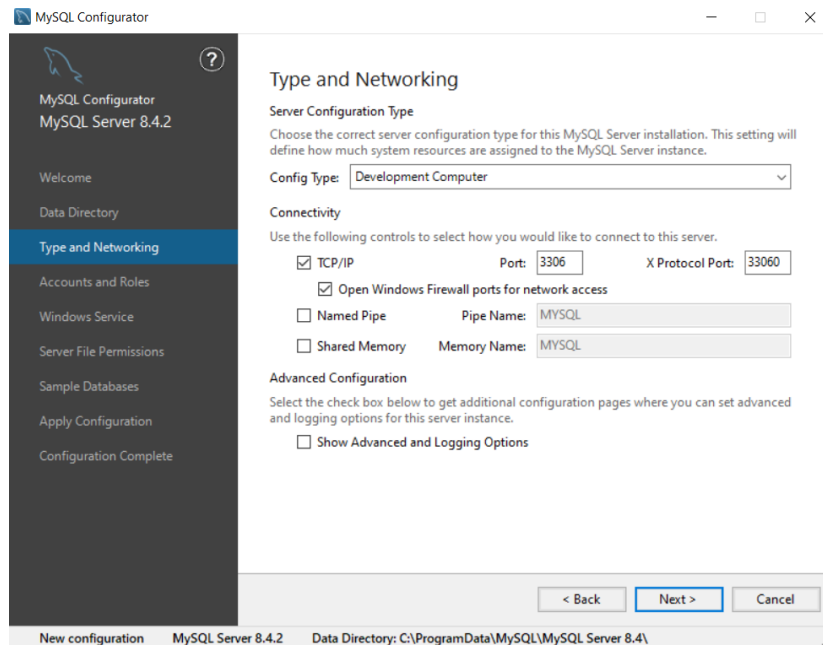 MySQL Configurator
?
MySQL Configurator
MySQL Server 8.4.2
Welcome
Data Directory
Type and Networking
Accounts and Roles
Windows Service
Server File Permissions
Sample Databases
Apply Configuration
Configuration Complete
Type and Networking
Server Configuration Type
Choose the correct server configuration type for this MySQL Server installation. This setting will
define how much system resources are assigned to the MySQL Server instance.
Config Type: Development Computer
Connectivity
Use the following controls to select how you would like to connect to this server.
TCP/IP Port: 3306 X Protocol Port: 33060
Open Windows Firewall ports for network access
Named Pipe Pipe Name: MYSQL
Shared Memory Memory Name: MYSQL
Advanced Configuration
Select the check box below to get additional configuration pages where you can set advanced
and logging options for this server instance.
Show Advanced and Logging Options
< Back Next > Cancel
New configuration MySQL Server 8.4.2 Data Directory: C:\ProgramData\MySQL\MySQL Server 8.4\